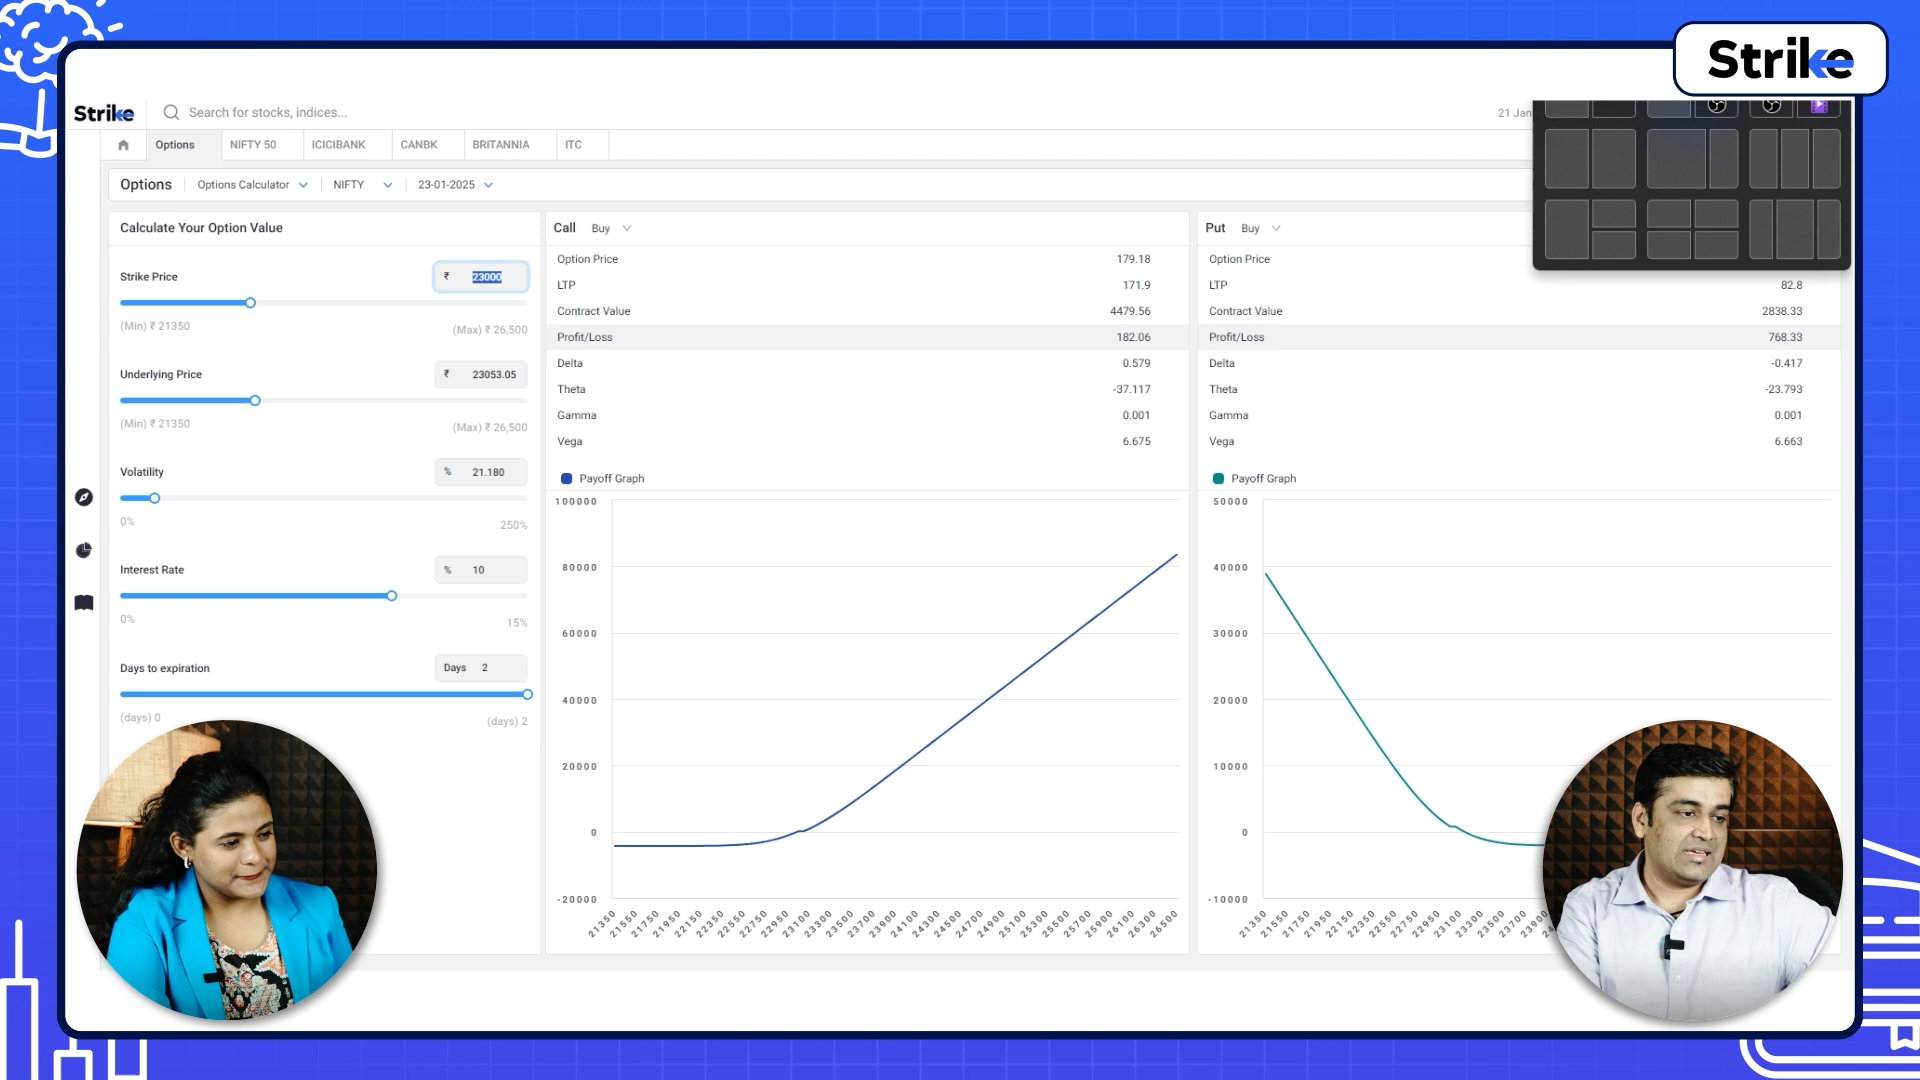 Strike
Strike
Search for stocks, indices...
21 Jan
Options
NIFTY 50
ICICIBANK
CANBK
BRITANNIA
ITC
Options
Options Calculator
NIFTY
23-01-2025
Calculate Your Option Value
Strike Price
₹ 23000
(Min) ₹ 21350
(Max) ₹ 26,500
Underlying Price
₹ 23053.05
(Min) ₹ 21350
(Max) ₹ 26,500
Volatility
% 21.180
0%
250%
Interest Rate
% 10
0%
15%
Days to expiration
Days 2
(days) 0
(days) 2
Call Buy
Option Price 179.18
LTP 171.9
Contract Value 4479.56
Profit/Loss 182.06
Delta 0.579
Theta -37.117
Gamma 0.001
Vega 6.675
Payoff Graph
100000
80000
60000
40000
20000
0
-20000
21350 21550 21750 21950 22150 22350 22550 22750 22950 23100 23300 23500 23700 23900 24100 24300 24500 24700 24900 25100 25300 25500 25700 25900 26100 26300 26500
Put Buy
Option Price
LTP 82.8
Contract Value 2838.33
Profit/Loss 768.33
Delta -0.417
Theta -23.793
Gamma 0.001
Vega 6.663
Payoff Graph
50000
40000
30000
20000
10000
0
-10000
21350 21550 21750 21950 22150 22350 22550 22750 22950 23100 23300 23500 23700 23900